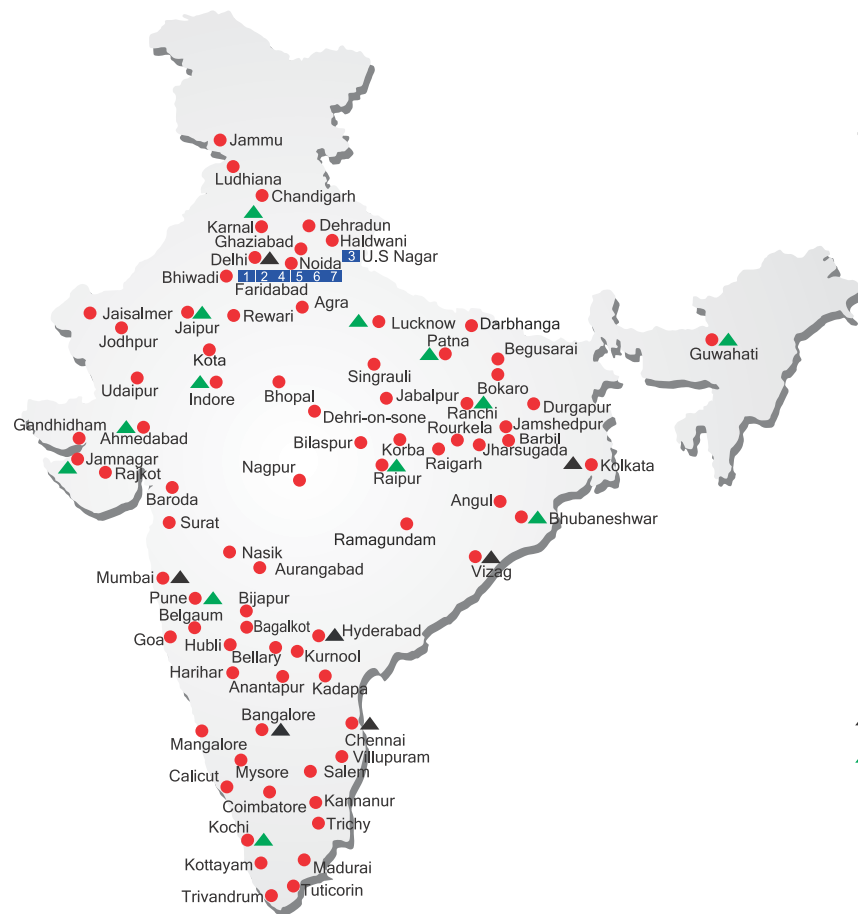 Jammu
Ludhiana
Chandigarh
Karnal
Dehradun
Ghaziabad
Haldwani
Delhi
Noida
3 U.S Nagar
Bhiwadi
1 2 4 5 6 7
Faridabad
Agra
Jaisalmer
Jaipur
Rewari
Lucknow
Darbhanga
Jodhpur
Patna
Guwahati
Kota
Begusarai
Singrauli
Udaipur
Indore
Bhopal
Jabalpur
Bokaro
Ranchi
Durgapur
Dehri-on-sone
Gandhidham
Ahmedabad
Rourkela
Jamshedpur
Bilaspur
Korba
Barbil
Jharsugada
Raigarh
Jamnagar
Rajkot
Nagpur
Raipur
Kolkata
Baroda
Angul
Surat
Bhubaneshwar
Ramagundam
Nasik
Aurangabad
Vizag
Mumbai
Pune
Bijapur
Belgaum
Bagalkot
Hyderabad
Goa
Hubli
Bellary
Kurnool
Harihar
Anantapur
Kadapa
Bangalore
Chennai
Mangalore
Villupuram
Mysore
Salem
Calicut
Coimbatore
Kannanur
Kochi
Trichy
Kottayam
Madurai
Tuticorin
Trivandrum